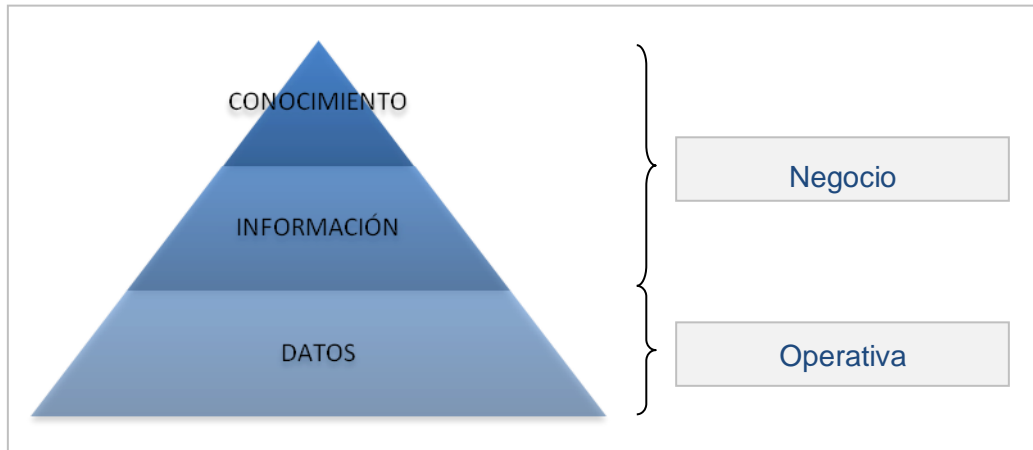 CONOCIMIENTO
Negocio
INFORMACIÓN
DATOS
Operativa